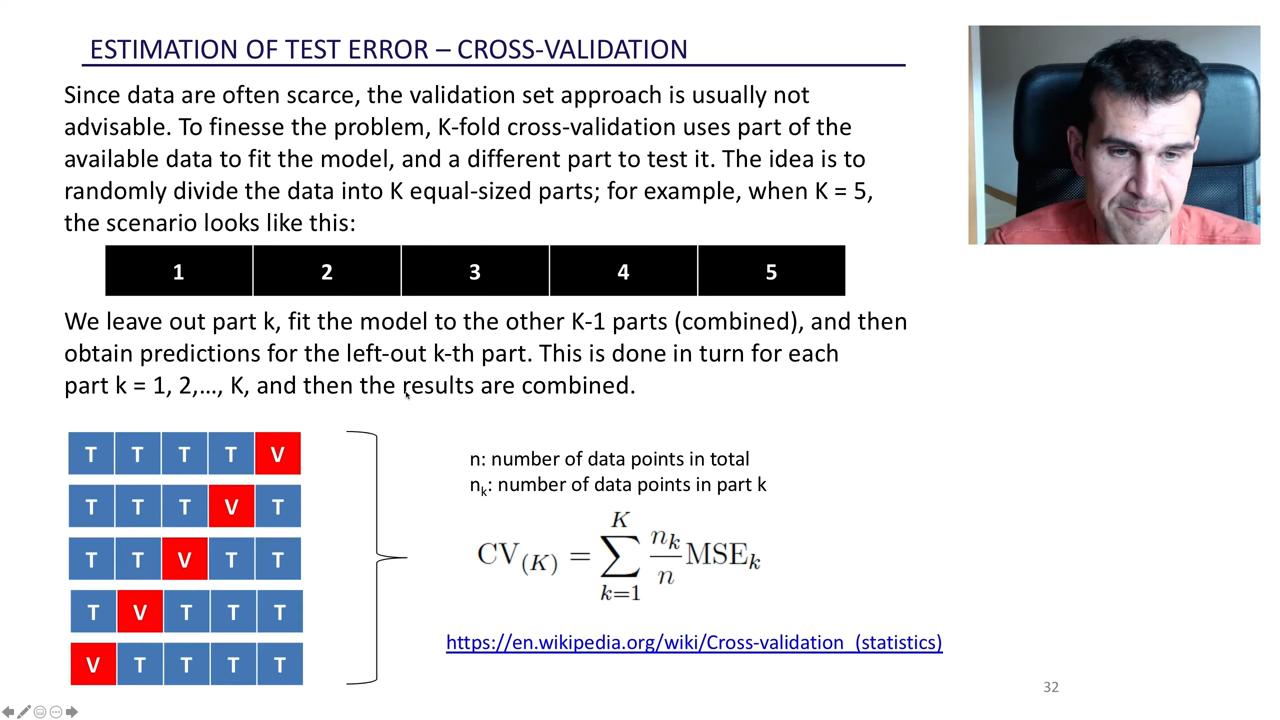 ESTIMATION OF TEST ERROR – CROSS-VALIDATION
Since data are often scarce, the validation set approach is usually not
advisable. To finesse the problem, K-fold cross-validation uses part of the
available data to fit the model, and a different part to test it. The idea is to
randomly divide the data into K equal-sized parts; for example, when K = 5,
the scenario looks like this:
1 2 3 4 5
We leave out part k, fit the model to the other K-1 parts (combined), and then
obtain predictions for the left-out k-th part. This is done in turn for each
part k = 1, 2,…, K, and then the results are combined.
T T T T V
T T T V T
T T V T T
T V T T T
V T T T T
n: number of data points in total
nk: number of data points in part k
CV(K) = ∑ k=1 K nk/n MSEk
https://en.wikipedia.org/wiki/Cross-validation_(statistics)
32